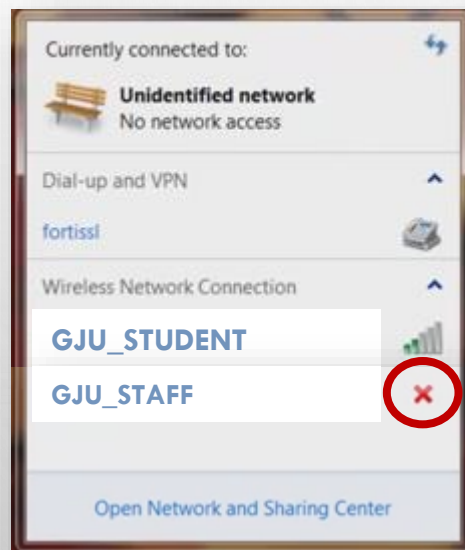 Currently connected to:
Unidentified network
No network access
Dial-up and VPN
fortissl
Wireless Network Connection
GJU_STUDENT
GJU_STAFF
Open Network and Sharing Center